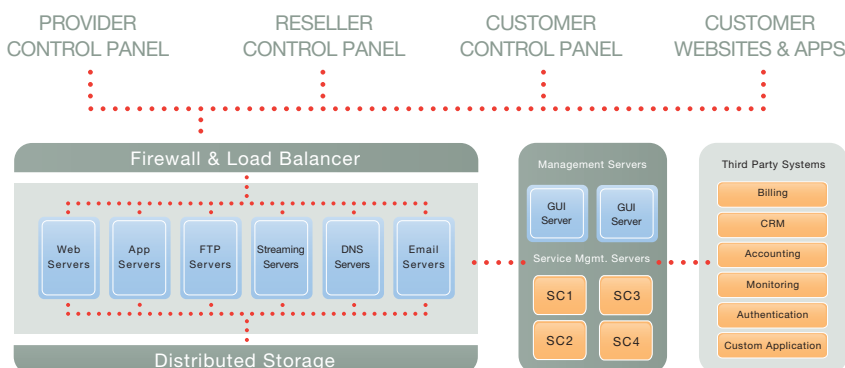 PROVIDER
CONTROL PANEL
RESELLER
CONTROL PANEL
CUSTOMER
CONTROL PANEL
CUSTOMER
WEBSITES & APPS
Firewall & Load Balancer
Web
Servers
App
Servers
FTP
Servers
Streaming
Servers
DNS
Servers
Email
Servers
Distributed Storage
Management Servers
GUI
Server
GUI
Server
Service Mgmt. Servers
SC1
SC3
SC2
SC4
Third Party Systems
Billing
CRM
Accounting
Monitoring
Authentication
Custom Application